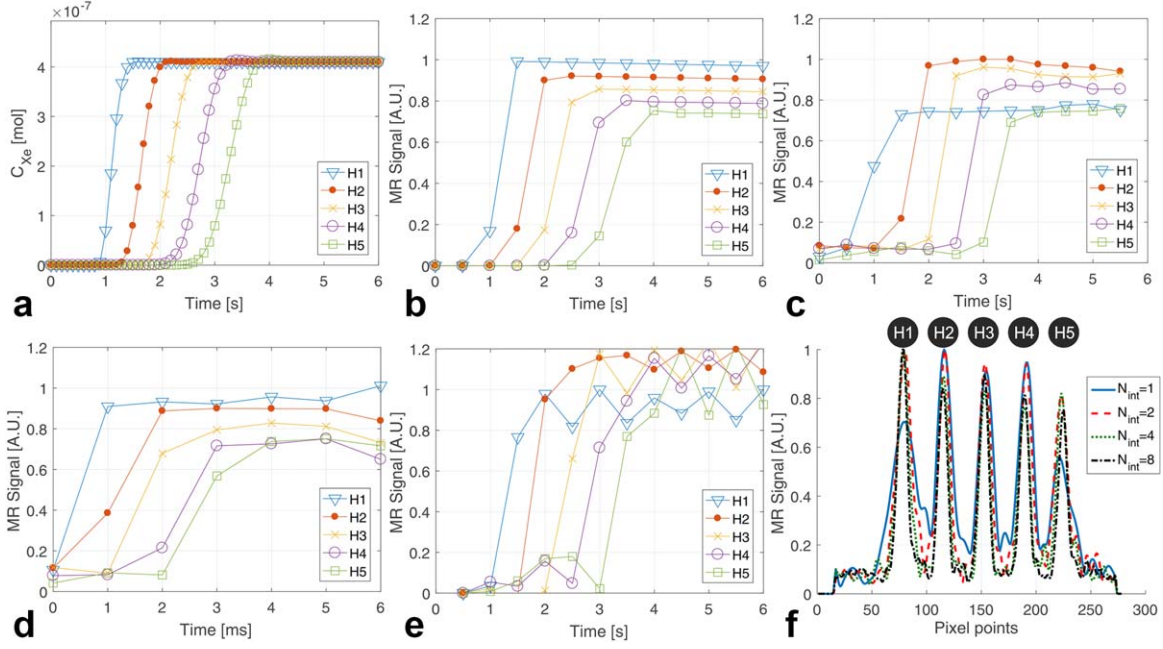 ×10⁻⁷
C_Xe [mol]
4
3
2
1
0
0 1 2 3 4 5 6
Time [s]
H1
H2
H3
H4
H5
a
MR Signal [A.U.]
1.2
1
0.8
0.6
0.4
0.2
0
0 1 2 3 4 5 6
Time [s]
H1
H2
H3
H4
H5
b
MR Signal [A.U.]
1.2
1
0.8
0.6
0.4
0.2
0
0 1 2 3 4 5 6
Time [s]
H1
H2
H3
H4
H5
c
MR Signal [A.U.]
1.2
1
0.8
0.6
0.4
0.2
0
0 1 2 3 4 5 6
Time [ms]
H1
H2
H3
H4
H5
d
MR Signal [A.U.]
1.2
1
0.8
0.6
0.4
0.2
0
0 1 2 3 4 5 6
Time [s]
H1
H2
H3
H4
H5
e
H1 H2 H3 H4 H5
MR Signal [A.U.]
1.2
1
0.8
0.6
0.4
0.2
0
0 50 100 150 200 250 300
Pixel points
N_int=1
N_int=2
N_int=4
N_int=8
f